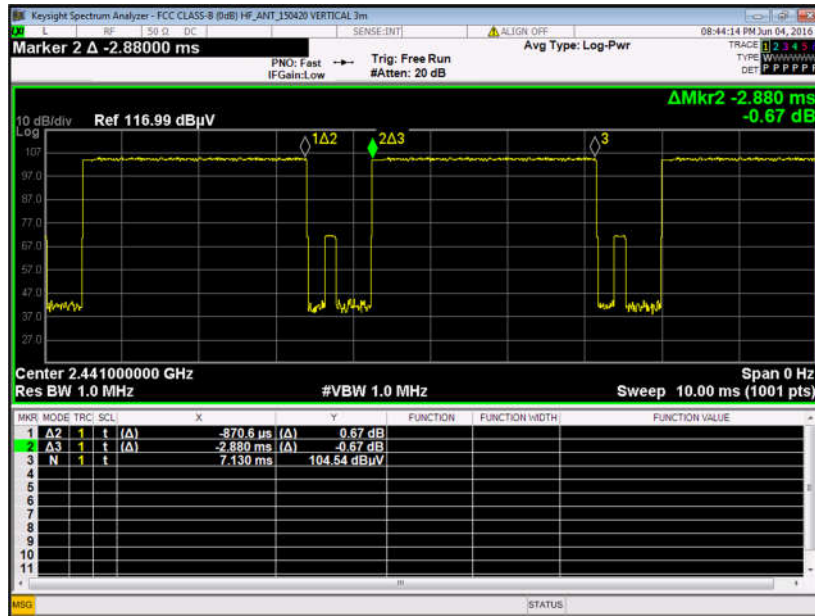 Keysight Spectrum Analyzer - FCC CLASS-B (0dB) HF_ANT_150420 VERTICAL 3m
L RF 50 Ω DC SENSE:INT ALIGN OFF 08:44:14 PM Jun 04, 2016
Marker 2 Δ -2.88000 ms
PNO: Fast
IFGain:Low
Trig: Free Run
#Atten: 20 dB
Avg Type: Log-Pwr
TRACE 1 2 3 4 5
TYPE W
DET P P P P P
ΔMkr2 -2.880 ms
-0.67 dB
10 dB/div Ref 116.99 dBµV
Log
1Δ2 2Δ3 3
107
97.0
87.0
77.0
67.0
57.0
47.0
37.0
27.0
Center 2.441000000 GHz Span 0 Hz
Res BW 1.0 MHz #VBW 1.0 MHz Sweep 10.00 ms (1001 pts)
MKR MODE TRC SCL X Y FUNCTION FUNCTION WIDTH FUNCTION VALUE
1 Δ2 1 t (Δ) -870.6 µs (Δ) 0.67 dB
2 Δ3 1 t (Δ) -2.880 ms (Δ) -0.67 dB
3 N 1 t 7.130 ms 104.54 dBµV
4
5
6
7
8
9
10
11
MSG STATUS